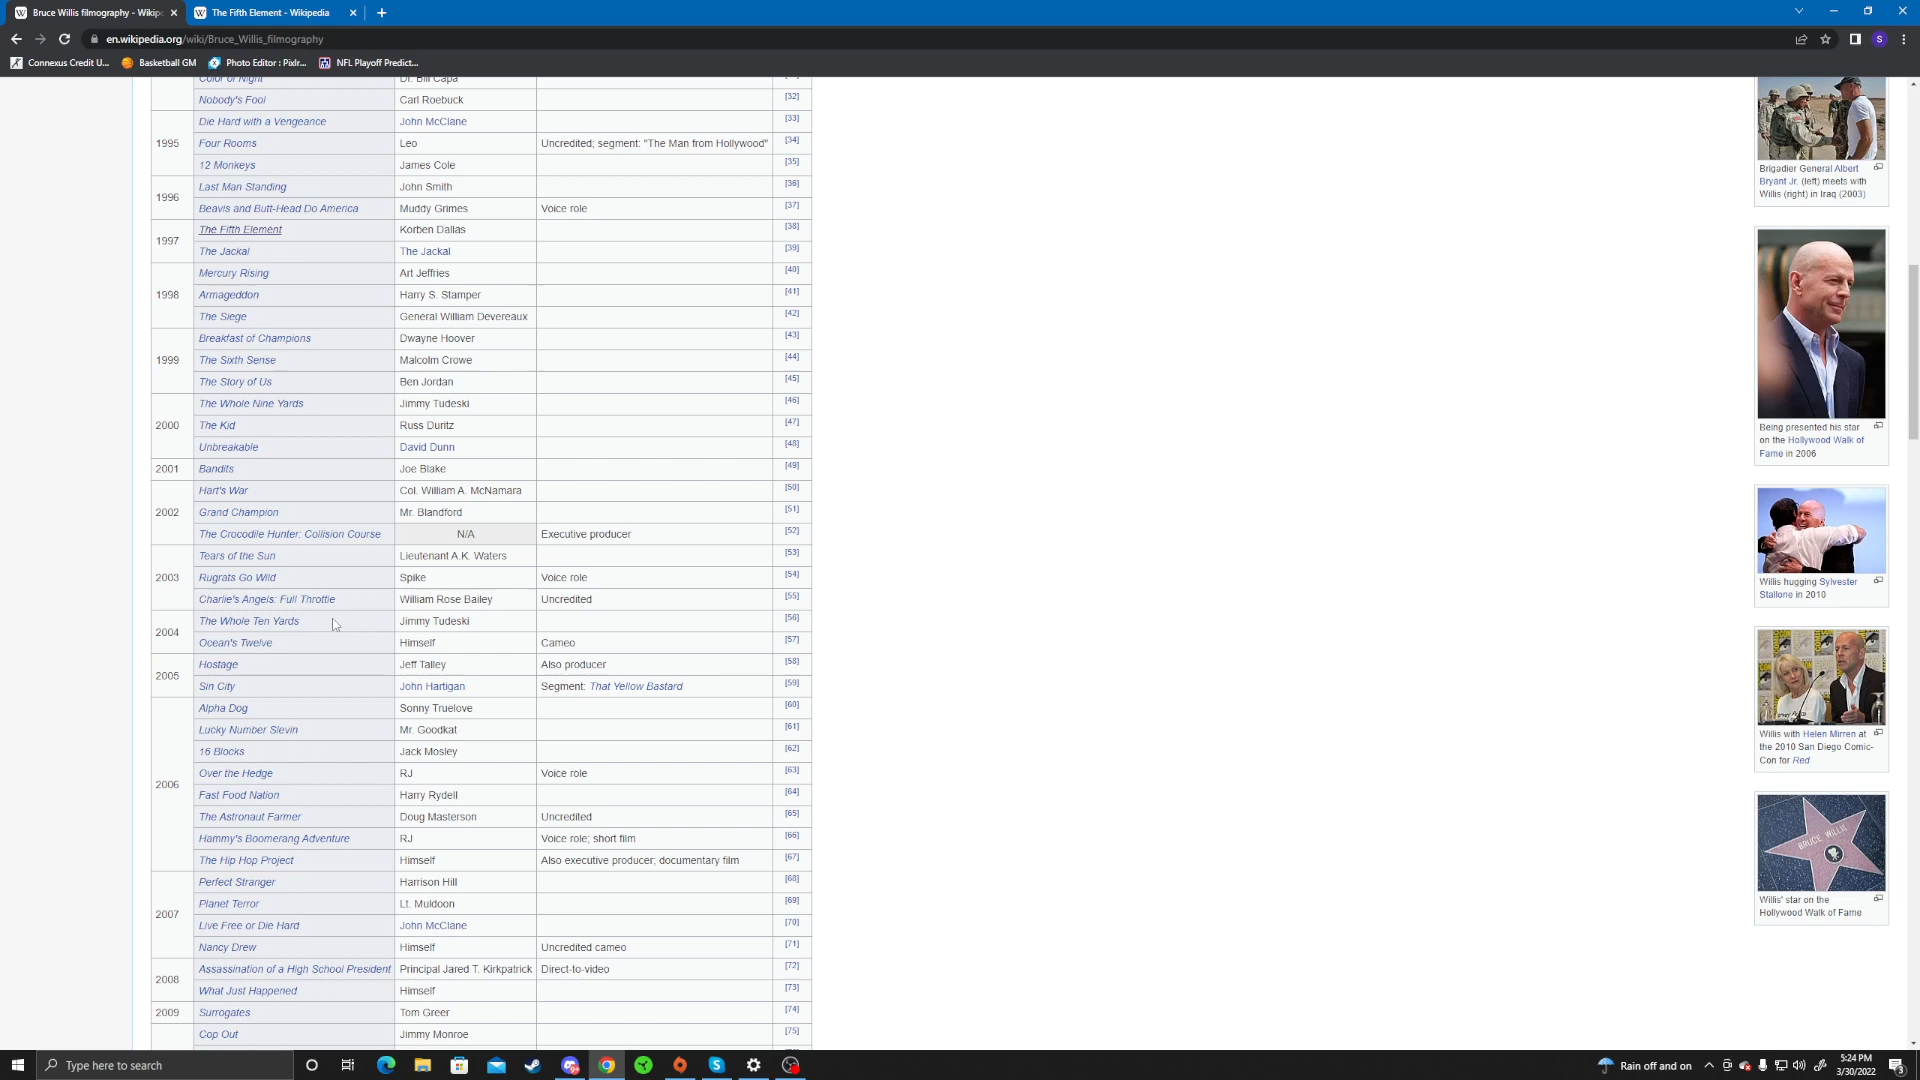 Bruce Willis filmography - Wikip
The Fifth Element - Wikipedia
en.wikipedia.org/wiki/Bruce_Willis_filmography
Connexus Credit U...
Basketball GM
Photo Editor : Pixlr...
NFL Playoff Predict...
Color of Night Dr. Bill Capa
Nobody's Fool Carl Roebuck [32]
1995
Die Hard with a Vengeance John McClane [33]
Four Rooms Leo Uncredited; segment: "The Man from Hollywood" [34]
12 Monkeys James Cole [35]
1996
Last Man Standing John Smith [36]
Beavis and Butt-Head Do America Muddy Grimes Voice role [37]
1997
The Fifth Element Korben Dallas [38]
The Jackal The Jackal [39]
1998
Mercury Rising Art Jeffries [40]
Armageddon Harry S. Stamper [41]
The Siege General William Devereaux [42]
1999
Breakfast of Champions Dwayne Hoover [43]
The Sixth Sense Malcolm Crowe [44]
The Story of Us Ben Jordan [45]
2000
The Whole Nine Yards Jimmy Tudeski [46]
The Kid Russ Duritz [47]
Unbreakable David Dunn [48]
2001 Bandits Joe Blake [49]
2002
Hart's War Col. William A. McNamara [50]
Grand Champion Mr. Blandford [51]
The Crocodile Hunter: Collision Course N/A Executive producer [52]
2003
Tears of the Sun Lieutenant A.K. Waters [53]
Rugrats Go Wild Spike Voice role [54]
Charlie's Angels: Full Throttle William Rose Bailey Uncredited [55]
2004
The Whole Ten Yards Jimmy Tudeski [56]
Ocean's Twelve Himself Cameo [57]
2005
Hostage Jeff Talley Also producer [58]
Sin City John Hartigan Segment: That Yellow Bastard [59]
2006
Alpha Dog Sonny Truelove [60]
Lucky Number Slevin Mr. Goodkat [61]
16 Blocks Jack Mosley [62]
Over the Hedge RJ Voice role [63]
Fast Food Nation Harry Rydell [64]
The Astronaut Farmer Doug Masterson Uncredited [65]
Hammy's Boomerang Adventure RJ Voice role; short film [66]
The Hip Hop Project Himself Also executive producer; documentary film [67]
2007
Perfect Stranger Harrison Hill [68]
Planet Terror Lt. Muldoon [69]
Live Free or Die Hard John McClane [70]
Nancy Drew Himself Uncredited cameo [71]
2008
Assassination of a High School President Principal Jared T. Kirkpatrick Direct-to-video [72]
What Just Happened Himself [73]
2009 Surrogates Tom Greer [74]
Cop Out Jimmy Monroe [75]
Brigadier General Albert
Bryant Jr. (left) meets with
Willis (right) in Iraq (2003)
Being presented his star
on the Hollywood Walk of
Fame in 2006
Willis hugging Sylvester
Stallone in 2010
Willis with Helen Mirren at
the 2010 San Diego Comic-
Con for Red
BRUCE WILLIS
Willis' star on the
Hollywood Walk of Fame
Type here to search
Rain off and on
5:24 PM
3/30/2022
3